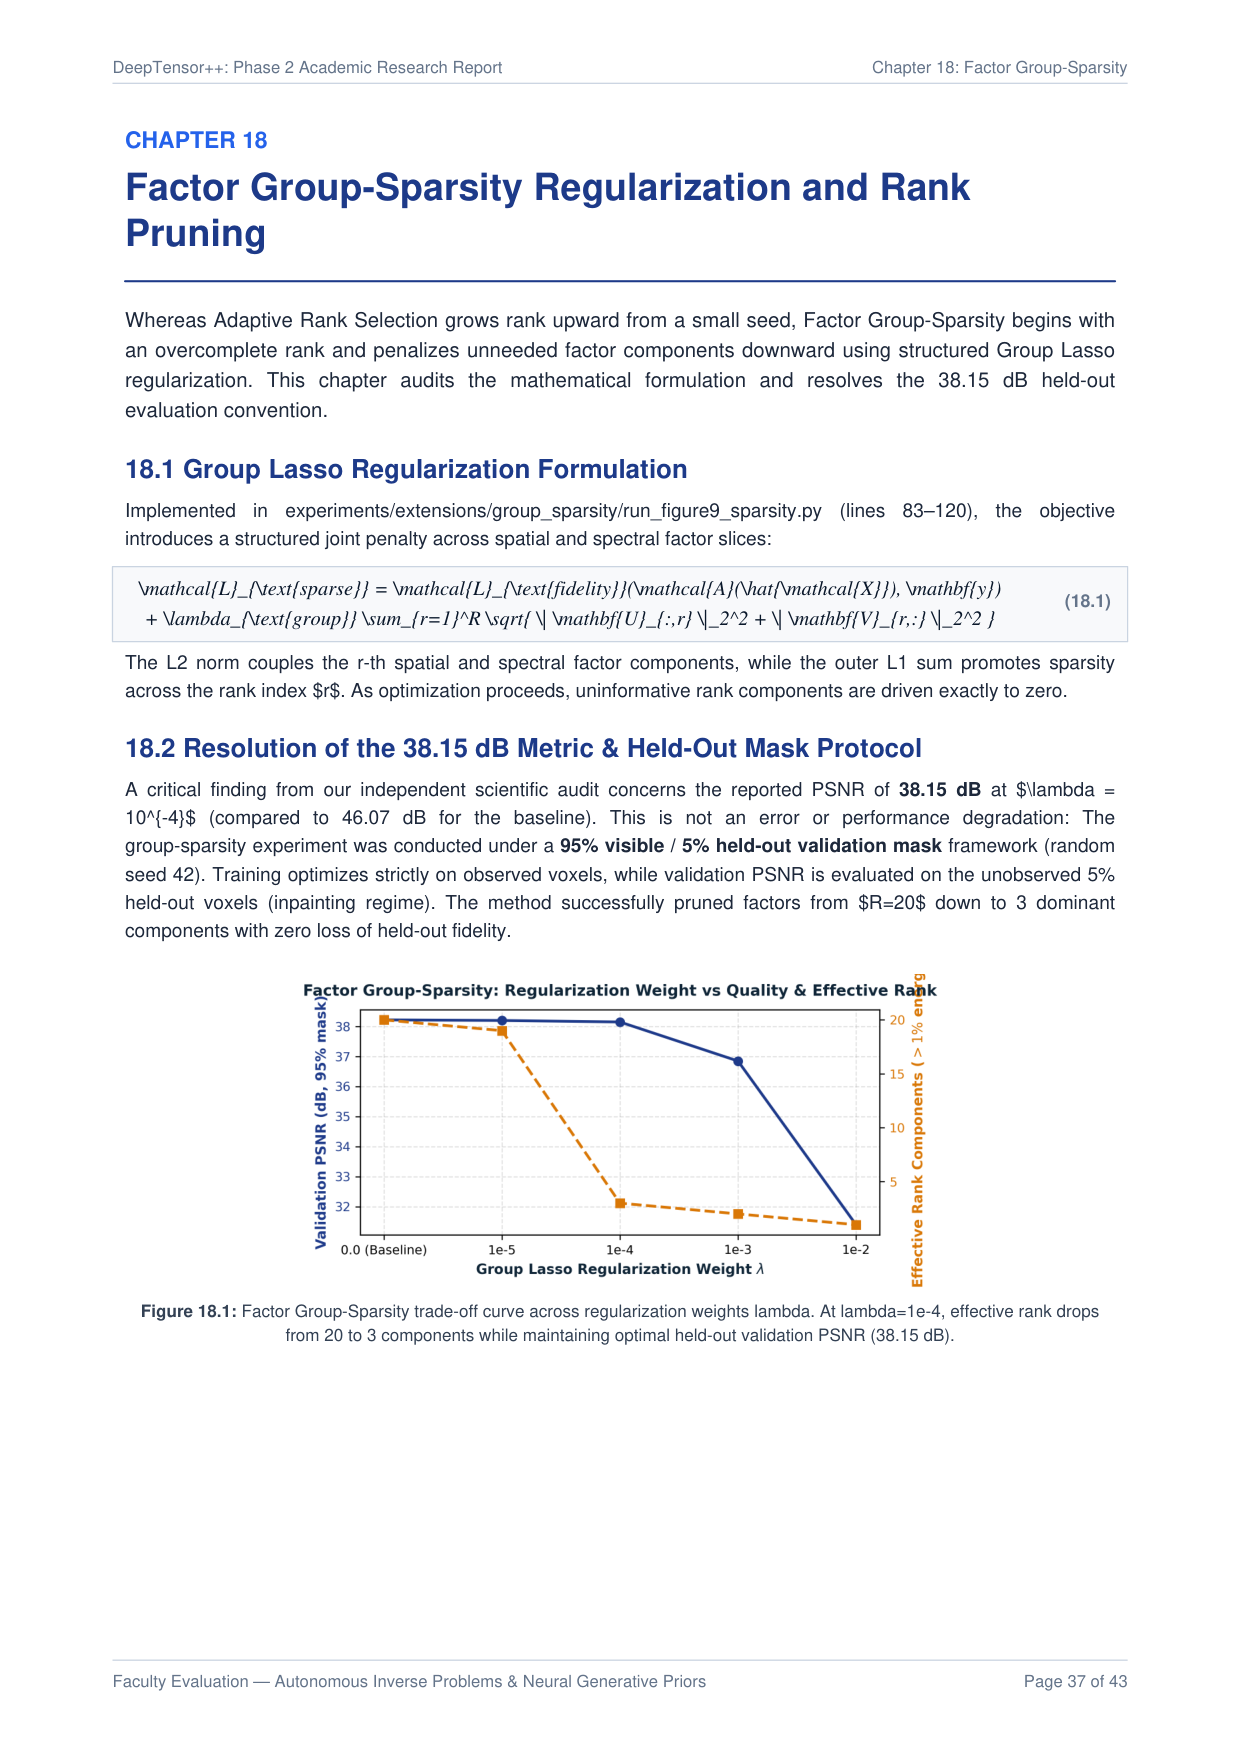 DeepTensor++: Phase 2 Academic Research Report
Chapter 18: Factor Group-Sparsity
CHAPTER 18
Factor Group-Sparsity Regularization and Rank
Pruning
Whereas Adaptive Rank Selection grows rank upward from a small seed, Factor Group-Sparsity begins with
an overcomplete rank and penalizes unneeded factor components downward using structured Group Lasso
regularization. This chapter audits the mathematical formulation and resolves the 38.15 dB held-out
evaluation convention.
18.1 Group Lasso Regularization Formulation
Implemented in experiments/extensions/group_sparsity/run_figure9_sparsity.py (lines 83–120), the objective
introduces a structured joint penalty across spatial and spectral factor slices:
\mathcal{L}_{\text{sparse}} = \mathcal{L}_{\text{fidelity}}(\mathcal{A}(\hat{\mathcal{X}}), \mathbf{y})
+ \lambda_{\text{group}} \sum_{r=1}^R \sqrt{ \| \mathbf{U}_{:,r} \|_2^2 + \| \mathbf{V}_{r,:} \|_2^2 }
(18.1)
The L2 norm couples the r-th spatial and spectral factor components, while the outer L1 sum promotes sparsity
across the rank index $r$. As optimization proceeds, uninformative rank components are driven exactly to zero.
18.2 Resolution of the 38.15 dB Metric & Held-Out Mask Protocol
A critical finding from our independent scientific audit concerns the reported PSNR of 38.15 dB at $\lambda =
10^{-4}$ (compared to 46.07 dB for the baseline). This is not an error or performance degradation: The
group-sparsity experiment was conducted under a 95% visible / 5% held-out validation mask framework (random
seed 42). Training optimizes strictly on observed voxels, while validation PSNR is evaluated on the unobserved 5%
held-out voxels (inpainting regime). The method successfully pruned factors from $R=20$ down to 3 dominant
components with zero loss of held-out fidelity.
Factor Group-Sparsity: Regularization Weight vs Quality & Effective Rank
Validation PSNR (dB, 95% mask)
38
37
36
35
34
33
32
20
15
10
5
Effective Rank Components ( > 1% energ
0.0 (Baseline)
1e-5
1e-4
1e-3
1e-2
Group Lasso Regularization Weight λ
Figure 18.1: Factor Group-Sparsity trade-off curve across regularization weights lambda. At lambda=1e-4, effective rank drops
from 20 to 3 components while maintaining optimal held-out validation PSNR (38.15 dB).
Faculty Evaluation — Autonomous Inverse Problems & Neural Generative Priors
Page 37 of 43